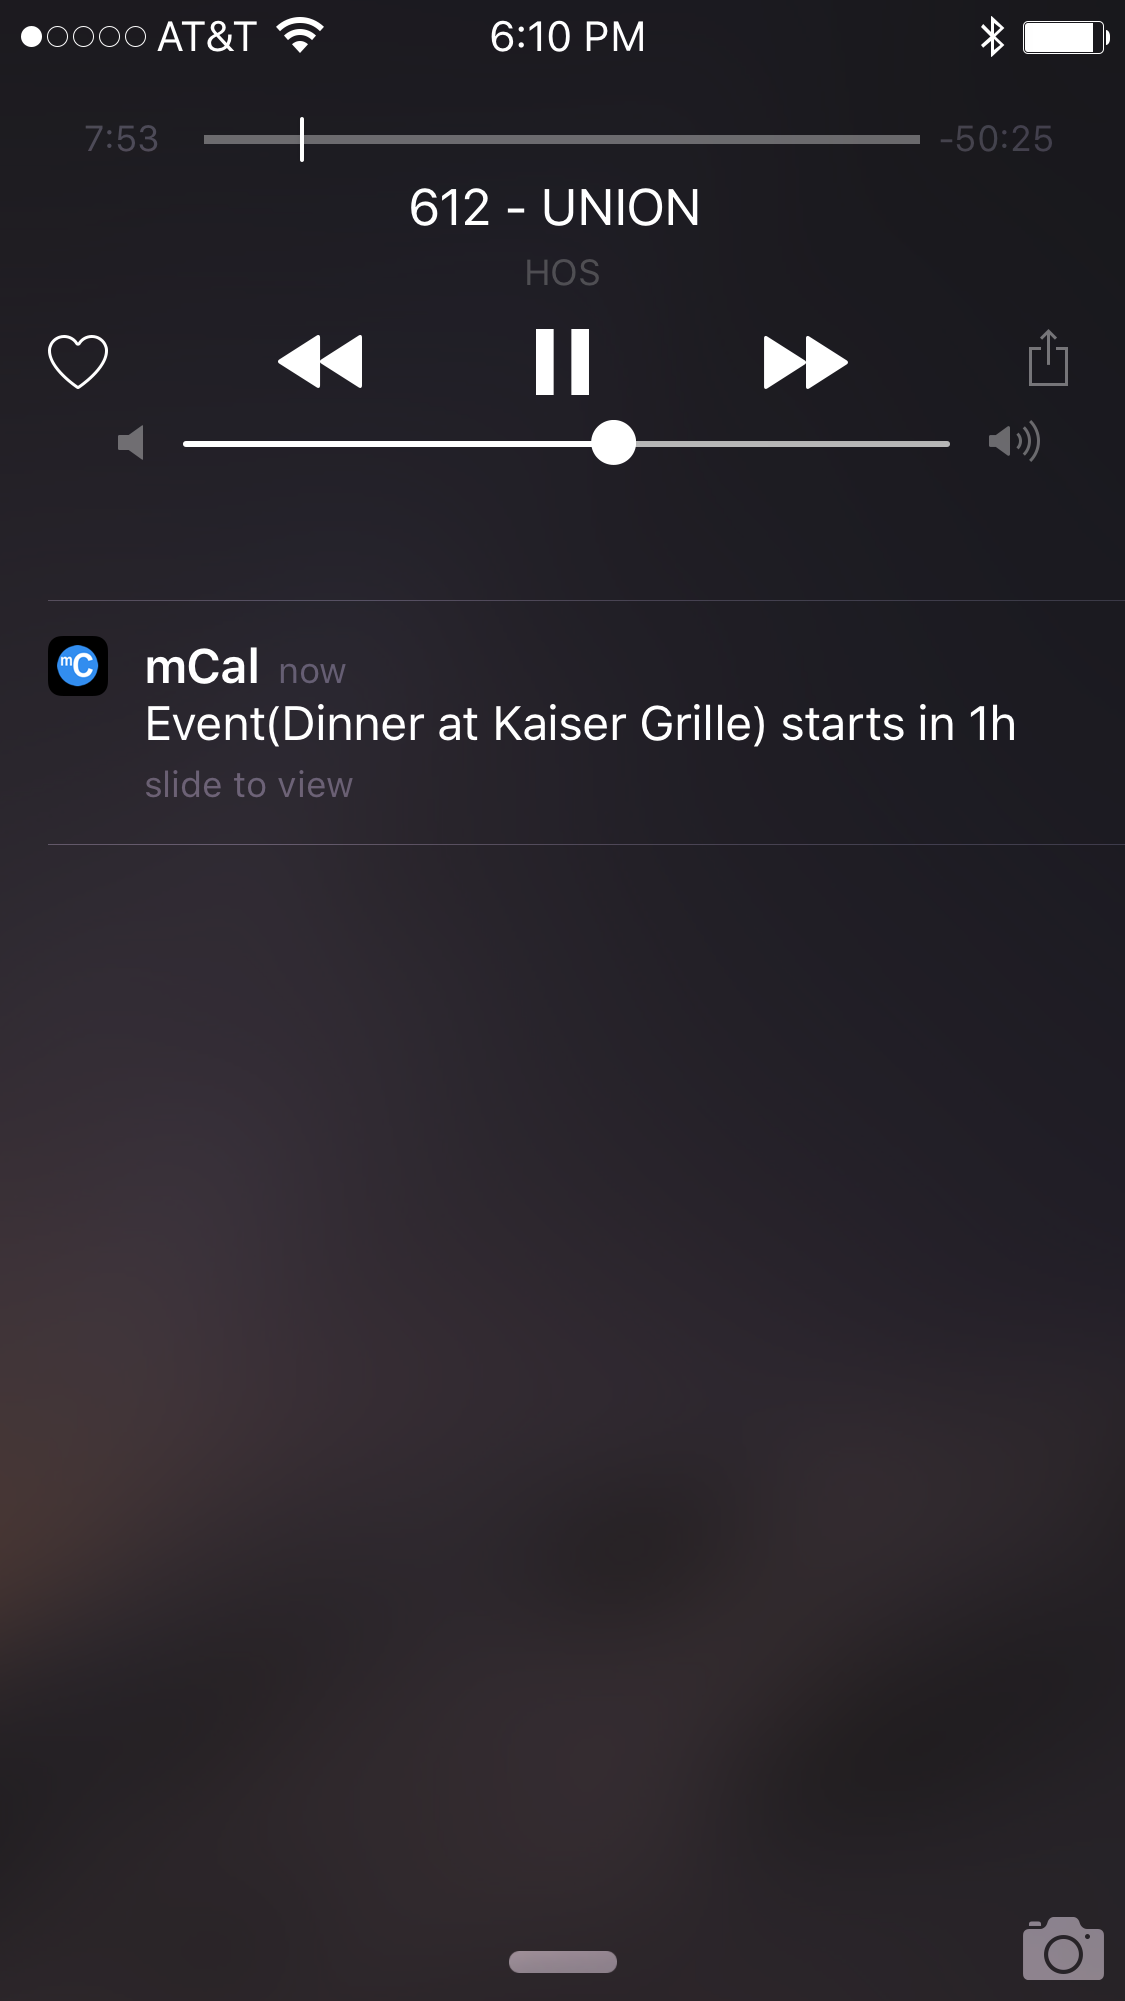 AT&T 6:10 PM
7:53 -50:25
612 - UNION
HOS
mC mCal now
Event(Dinner at Kaiser Grille) starts in 1h
slide to view